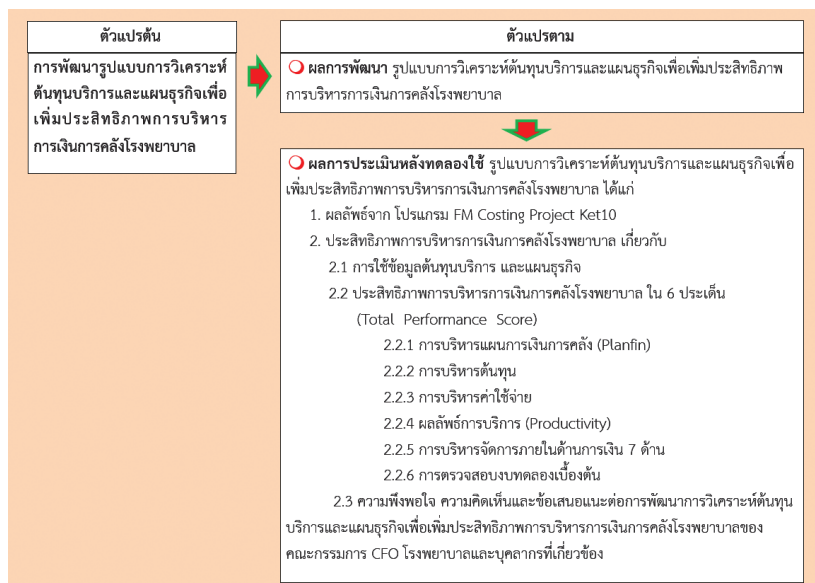 ตัวแปรต้น
การพัฒนารูปแบบการวิเคราะห์
ต้นทุนบริการและแผนธุรกิจเพื่อ
เพิ่มประสิทธิภาพการบริหาร
การเงินการคลังโรงพยาบาล
ตัวแปรตาม
ผลการพัฒนา รูปแบบการวิเคราะห์ต้นทุนบริการและแผนธุรกิจเพื่อเพิ่มประสิทธิภาพ
การบริหารการเงินการคลังโรงพยาบาล
ผลการประเมินหลังทดลองใช้ รูปแบบการวิเคราะห์ต้นทุนบริการและแผนธุรกิจเพื่อ
เพิ่มประสิทธิภาพการบริหารการเงินการคลังโรงพยาบาล ได้แก่
1. ผลลัพธ์จาก โปรแกรม FM Costing Project Ket10
2. ประสิทธิภาพการบริหารการเงินการคลังโรงพยาบาล เกี่ยวกับ
2.1 การใช้ข้อมูลต้นทุนบริการ และแผนธุรกิจ
2.2 ประสิทธิภาพการบริหารการเงินการคลังโรงพยาบาล ใน 6 ประเด็น
(Total Performance Score)
2.2.1 การบริหารแผนการเงินการคลัง (Planfin)
2.2.2 การบริหารต้นทุน
2.2.3 การบริหารค่าใช้จ่าย
2.2.4 ผลลัพธ์การบริการ (Productivity)
2.2.5 การบริหารจัดการภายในด้านการเงิน 7 ด้าน
2.2.6 การตรวจสอบงบทดลองเบื้องต้น
2.3 ความพึงพอใจ ความคิดเห็นและข้อเสนอแนะต่อการพัฒนาการวิเคราะห์ต้นทุน
บริการและแผนธุรกิจเพื่อเพิ่มประสิทธิภาพการบริหารการเงินการคลังโรงพยาบาลของ
คณะกรรมการ CFO โรงพยาบาลและบุคลากรที่เกี่ยวข้อง